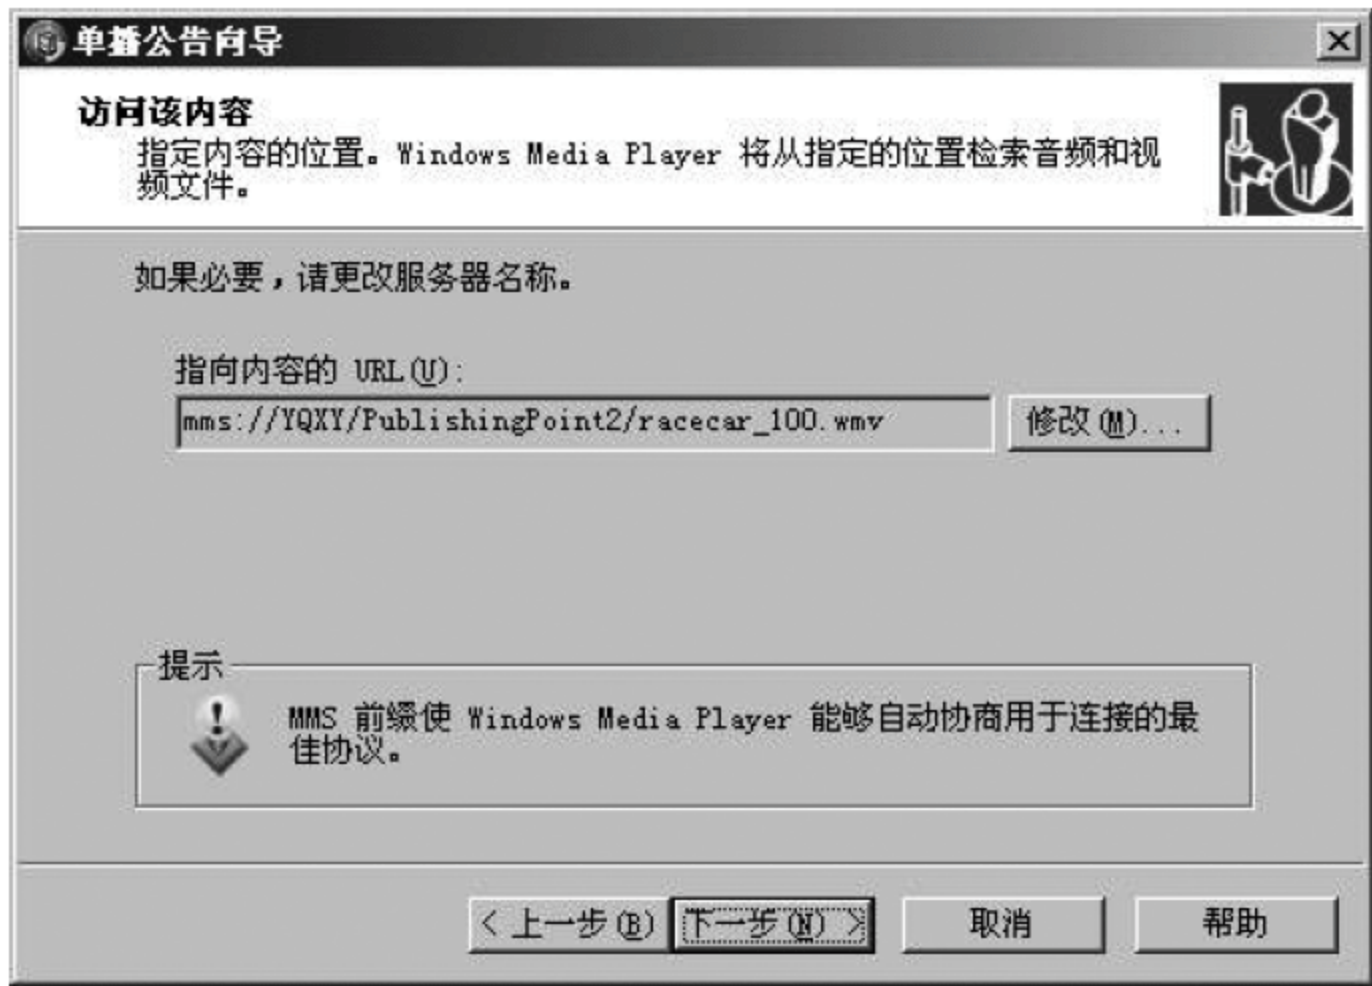 单播公告向导
访问该内容
指定内容的位置。Windows Media Player 将从指定的位置检索音频和视
频文件。
如果必要，请更改服务器名称。
指向内容的 URL(U):
mms://YQXY/PublishingPoint2/racecar_100.wmv
修改(M)...
提示
MMS 前缀使 Windows Media Player 能够自动协商用于连接的最
佳协议。
< 上一步(B)
下一步(N) >
取消
帮助